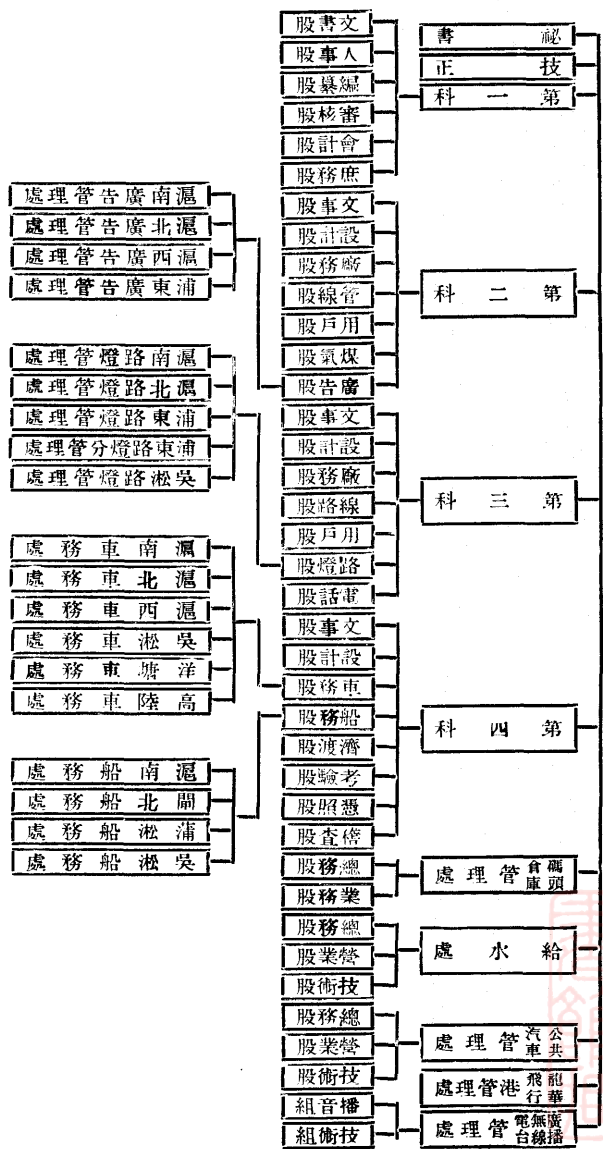 祕書
技正
第一科
文書股
人事股
編纂股
審核股
會計股
庶務股
第二科
文事股
設計股
廠務股
管線股
用戶股
煤氣股
廣告股
滬南廣告管理處
滬北廣告管理處
滬西廣告管理處
浦東廣告管理處
第三科
文事股
設計股
廠務股
線路股
用戶股
路燈股
電話股
滬南路燈管理處
滬北路燈管理處
浦東路燈管理處
浦東路燈分管理處
吳淞路燈管理處
第四科
文事股
設計股
車務股
船務股
濟渡股
考驗股
憑照股
稽查股
滬南車務處
滬北車務處
滬西車務處
吳淞車務處
洋塘車務處
高陸車務處
滬南船務處
閘北船務處
蒲淞船務處
吳淞船務處
碼頭倉庫管理處
總務股
業務股
給水處
總務股
營業股
技術股
公共汽車管理處
總務股
營業股
技術股
龍華飛行港管理處
廣播無線電台管理處
播音組
技術組